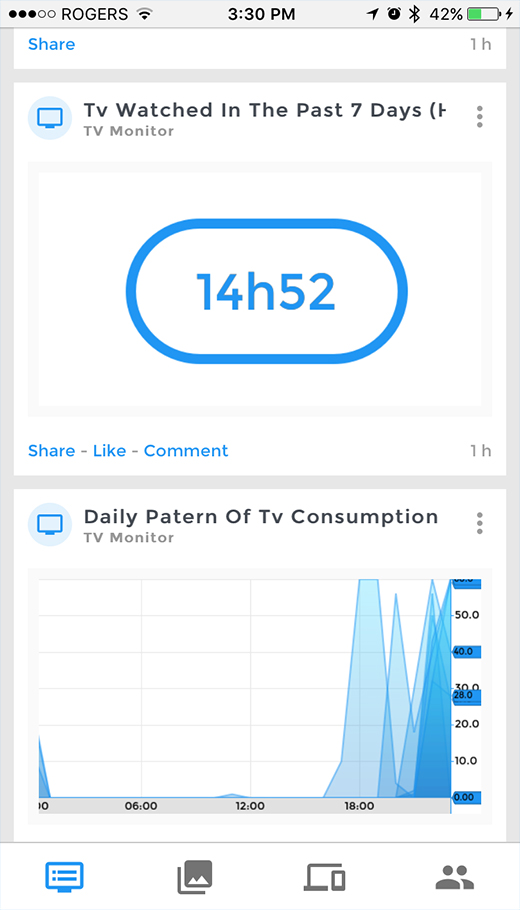 ROGERS 3:30 PM 42%
Share 1 h
Tv Watched In The Past 7 Days (H
TV Monitor
14h52
Share - Like - Comment 1 h
Daily Patern Of Tv Consumption
TV Monitor
60.0
50.0
40.0
30.0
28.0
20.0
10.0
0.00
00 06:00 12:00 18:00